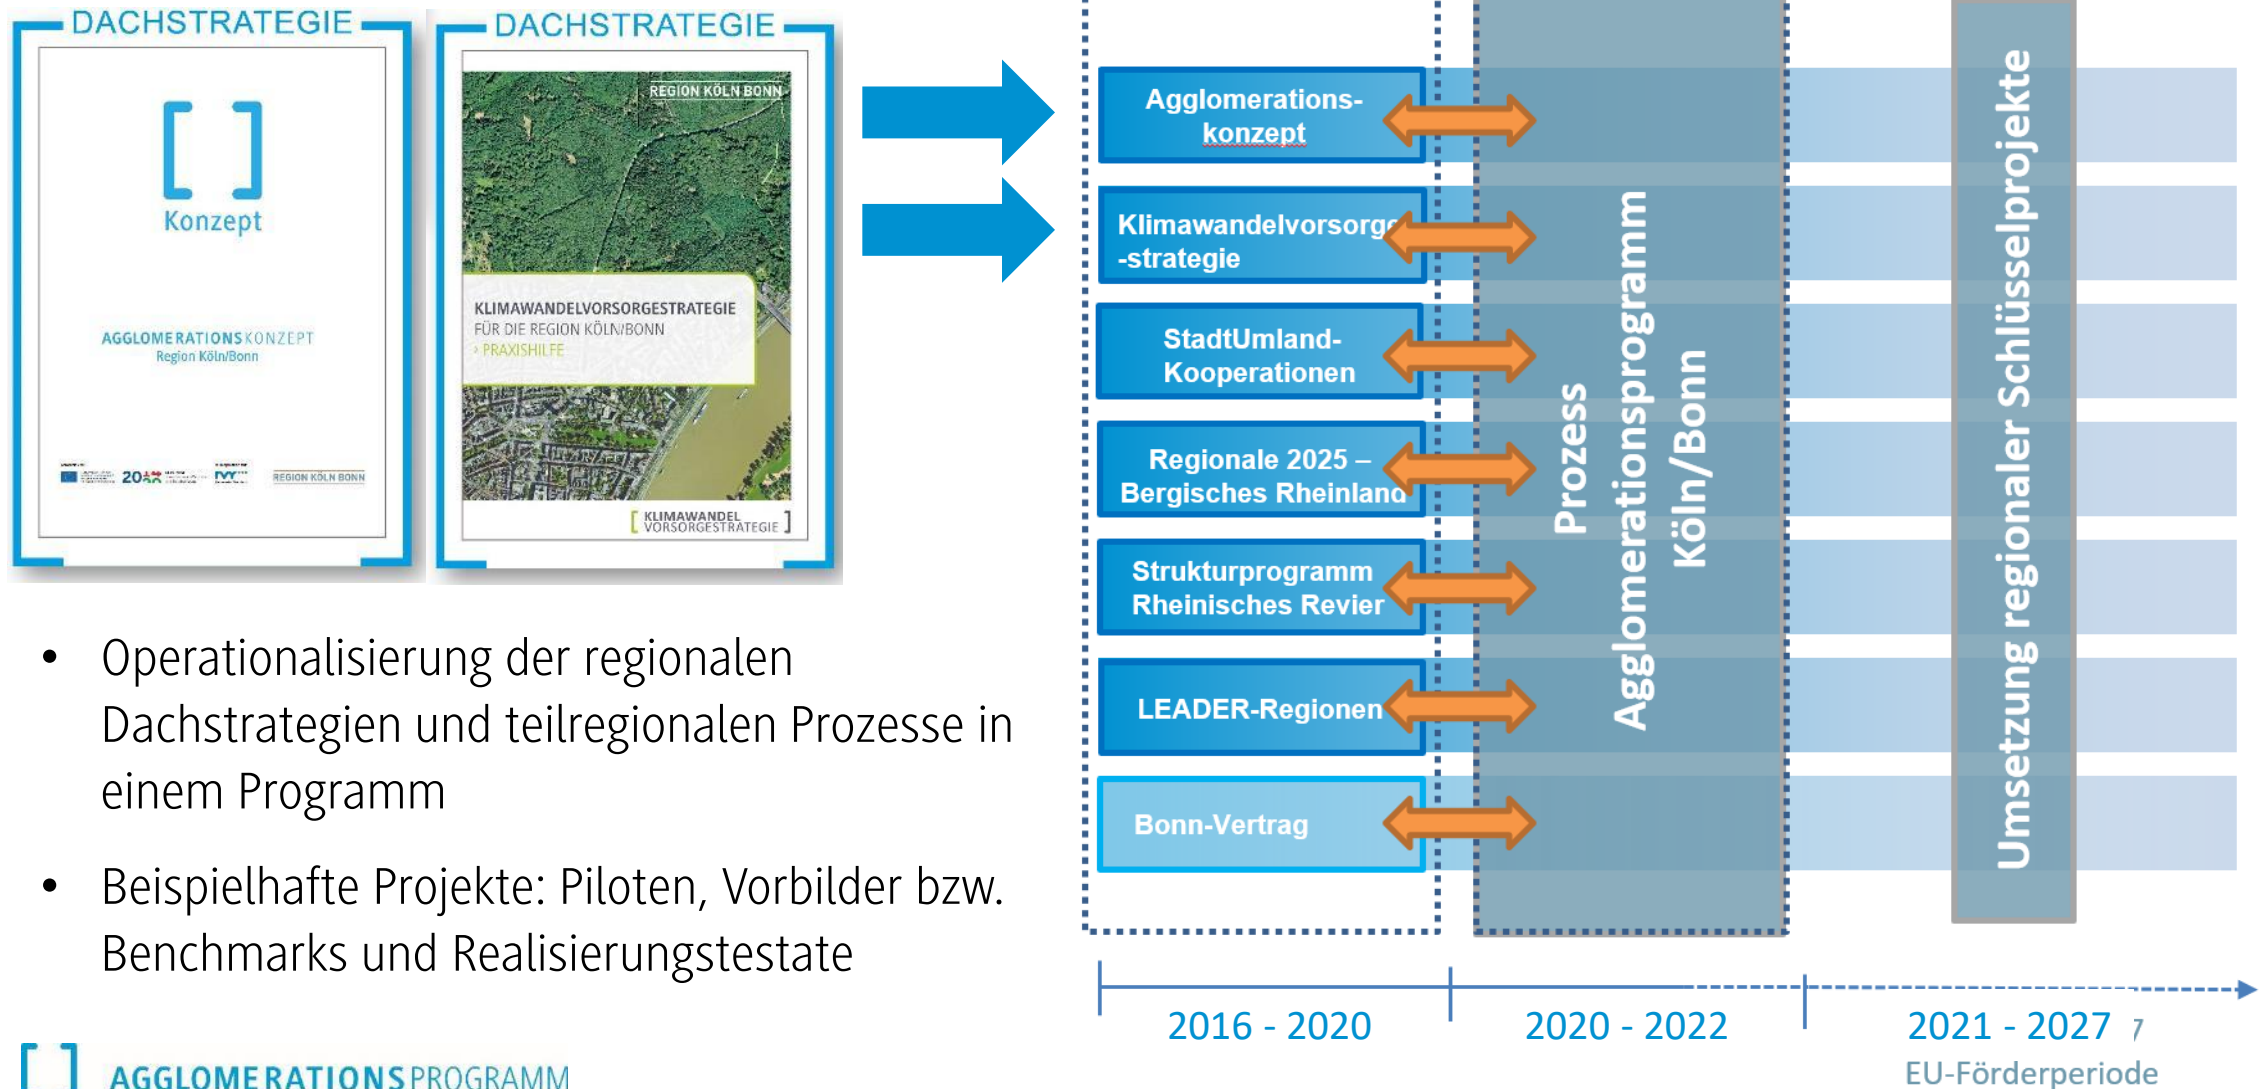 DACHSTRATEGIE
Konzept
AGGLOMERATIONSKONZEPT
Region Köln/Bonn
REGION KÖLN BONN
DACHSTRATEGIE
REGION KÖLN BONN
KLIMAWANDELVORSORGESTRATEGIE
FÜR DIE REGION KÖLN/BONN
› PRAXISHILFE
KLIMAWANDEL
VORSORGESTRATEGIE
• Operationalisierung der regionalen
Dachstrategien und teilregionalen Prozesse in
einem Programm
• Beispielhafte Projekte: Piloten, Vorbilder bzw.
Benchmarks und Realisierungstestate
AGGLOMERATIONSPROGRAMM
Agglomerations-
konzept
Klimawandelvorsorge
-strategie
StadtUmland-
Kooperationen
Regionale 2025 –
Bergisches Rheinland
Strukturprogramm
Rheinisches Revier
LEADER-Regionen
Bonn-Vertrag
Prozess
Agglomerationsprogramm
Köln/Bonn
Umsetzung regionaler Schlüsselprojekte
2016 - 2020
2020 - 2022
2021 - 2027
7
EU-Förderperiode